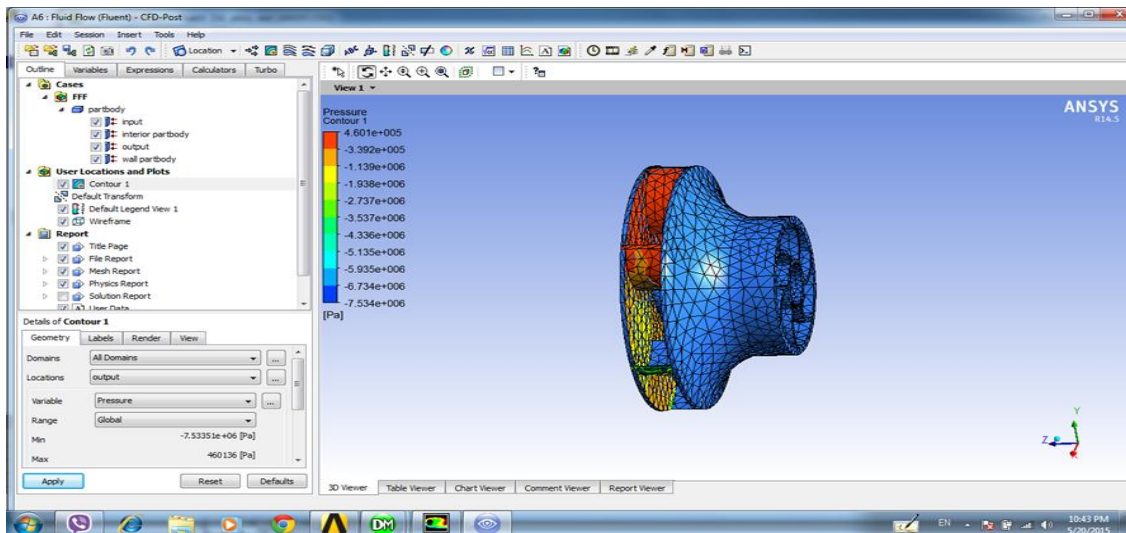 A6 : Fluid Flow (Fluent) - CFD-Post
File Edit Session Insert Tools Help
Location
Outline Variables Expressions Calculators Turbo
Cases
FFF
partbody
input
interior partbody
output
wall partbody
User Locations and Plots
Contour 1
Default Transform
Default Legend View 1
Wireframe
Report
Title Page
File Report
Mesh Report
Physics Report
Solution Report
User Data
Details of Contour 1
Geometry Labels Render View
Domains All Domains ...
Locations output ...
Variable Pressure ...
Range Global
Min -7.53351e+06 [Pa]
Max 460136 [Pa]
Apply Reset Defaults
View 1
Pressure
Contour 1
4.601e+005
-3.392e+005
-1.139e+006
-1.938e+006
-2.737e+006
-3.537e+006
-4.336e+006
-5.135e+006
-5.935e+006
-6.734e+006
-7.534e+006
[Pa]
ANSYS
R14.5
Y
Z
X
3D Viewer Table Viewer Chart Viewer Comment Viewer Report Viewer
DM
EN
10:43 PM
5/20/2015